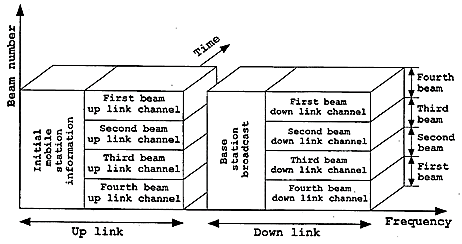 Beam number
Time
Initial
mobile
station
information
First beam
up link channel
Second beam
up link channel
Third beam
up link channel
Fourth beam
up link channel
Base
station
broadcast
First beam
down link channel
Second beam
down link channel
Third beam
down link channel
Fourth beam
down link channel
Fourth
beam
Third
beam
Second
beam
First
beam
Frequency
Up link
Down link